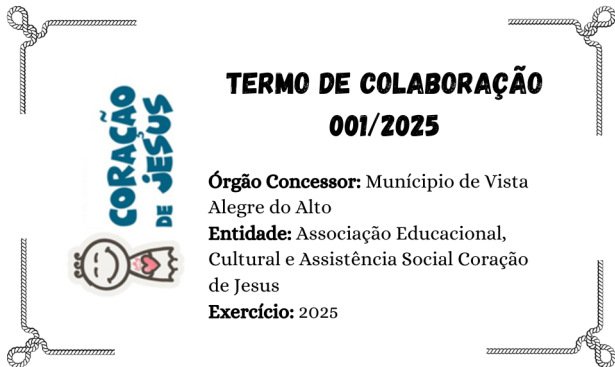 CORAÇÃO
DE JESUS
TERMO DE COLABORAÇÃO
001/2025
Órgão Concessor: Munícipio de Vista
Alegre do Alto
Entidade: Associação Educacional,
Cultural e Assistência Social Coração
de Jesus
Exercício: 2025